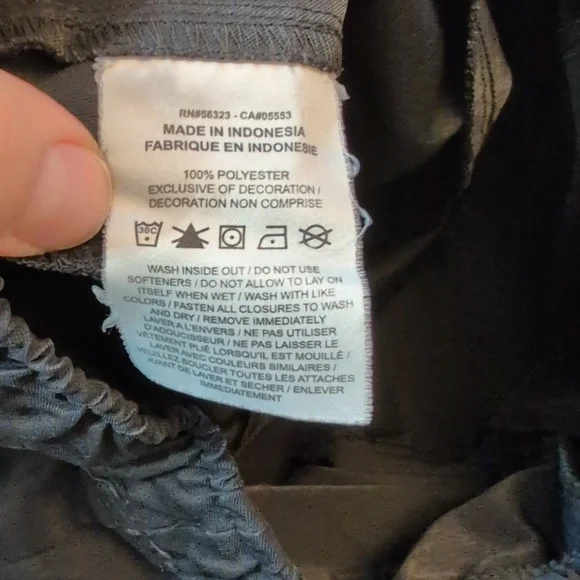 RN#56323 - CA#05553
MADE IN INDONESIA
FABRIQUE EN INDONESIE
100% POLYESTER
EXCLUSIVE OF DECORATION /
DECORATION NON COMPRISE
30C
WASH INSIDE OUT / DO NOT USE
SOFTENERS / DO NOT ALLOW TO LAY ON
ITSELF WHEN WET / WASH WITH LIKE
COLORS / FASTEN ALL CLOSURES TO WASH
AND DRY / REMOVE IMMEDIATELY
LAVER A L'ENVERS / NE PAS UTILISER
D'ADOUCISSEUR / NE PAS LAISSER LE
VÊTEMENT PLIÉ LORSQU'IL EST MOUILLÉ /
LAVER AVEC COULEURS SIMILAIRES /
VEUILLEZ BOUCLER TOUTES LES ATTACHES
AVANT LAVER ET SECHER / ENLEVER
IMMEDIATEMENT